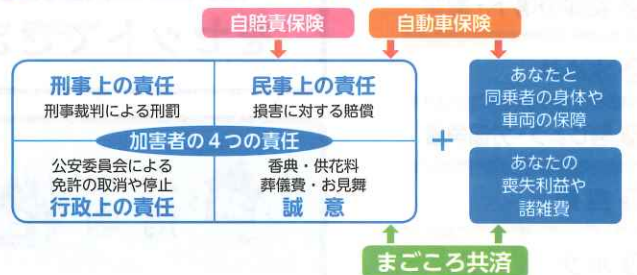 自賠責保険
自動車保険
刑事上の責任
刑事裁判による刑罰
民事上の責任
損害に対する賠償
加害者の4つの責任
公安委員会による
免許の取消や停止
行政上の責任
香典・供花料
葬儀費・お見舞
誠 意
+
あなたと
同乗者の身体や
車両の保障
あなたの
喪失利益や
諸雑費
まごころ共済